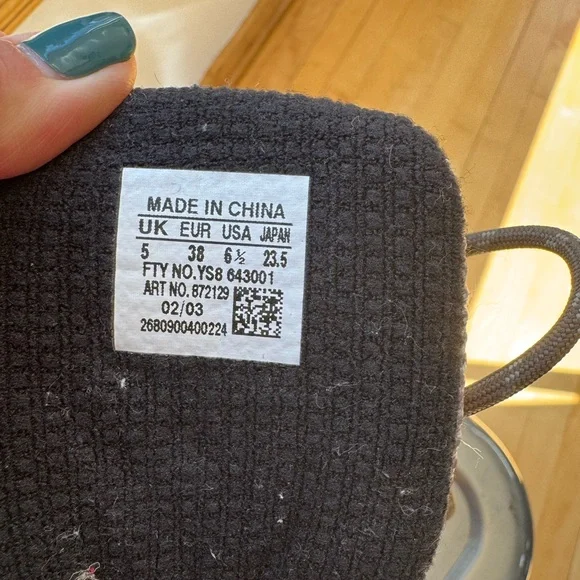 MADE IN CHINA
UK EUR USA JAPAN
5 38 6½ 23.5
FTY NO.YS8 643001
ART NO. 872129
02/03
2680900400224